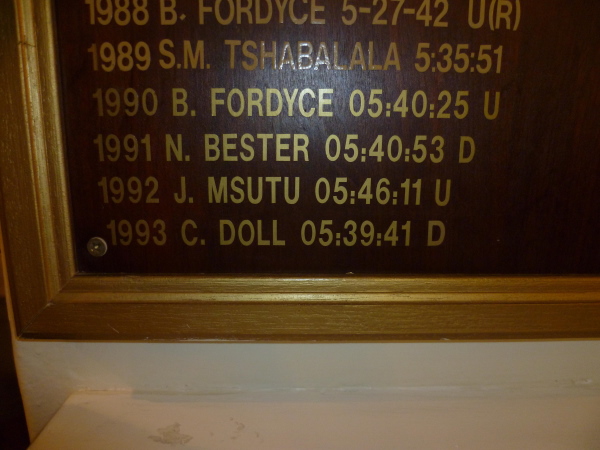 1988 B. FORDYCE 5-27-42 U(R)
1989 S.M. TSHABALALA 5:35:51
1990 B. FORDYCE 05:40:25 U
1991 N. BESTER 05:40:53 D
1992 J. MSUTU 05:46:11 U
1993 C. DOLL 05:39:41 D